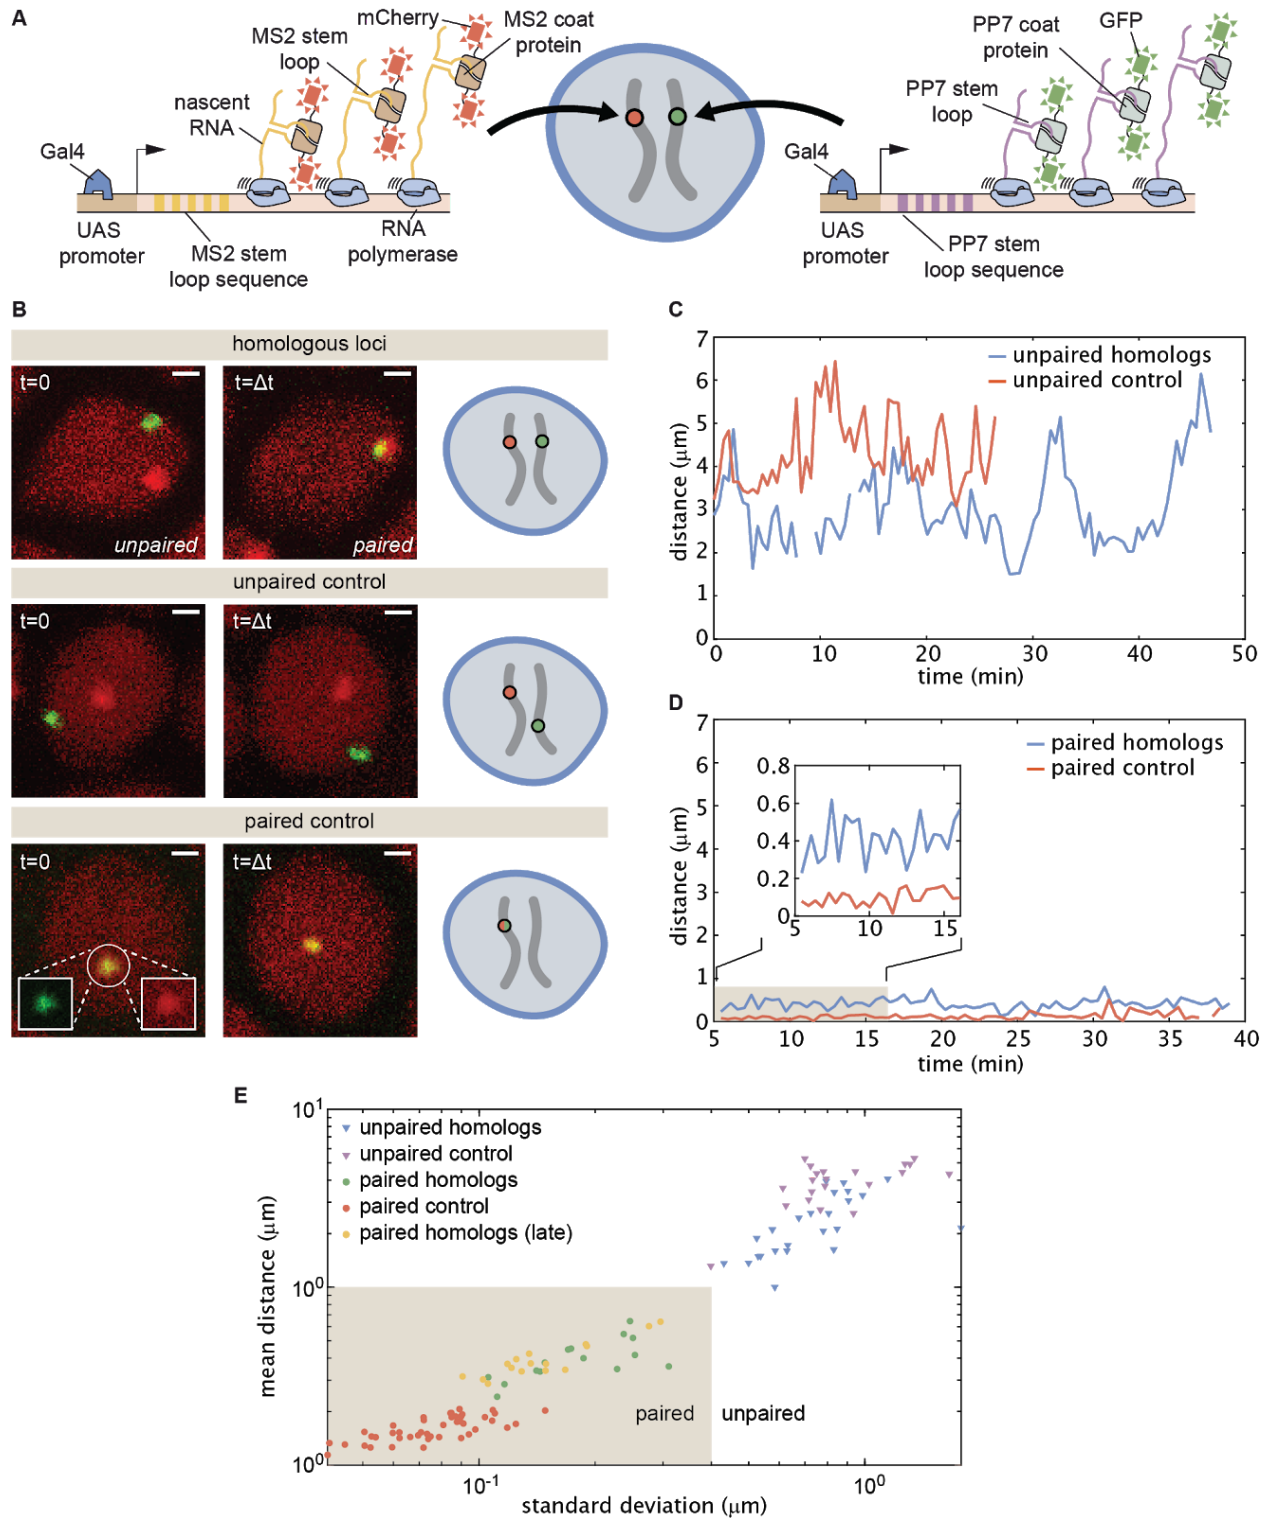 A
mCherry
MS2 coat
protein
MS2 stem
loop
nascent
RNA
Gal4
UAS
promoter
MS2 stem
loop sequence
RNA
polymerase
PP7 coat
protein
GFP
PP7 stem
loop
Gal4
UAS
promoter
PP7 stem
loop sequence
B
homologous loci
t=0
unpaired
t=Δt
paired
unpaired control
t=0
t=Δt
paired control
t=0
t=Δt
C
7
6
5
4
3
2
1
0
distance (μm)
unpaired homologs
unpaired control
0 10 20 30 40 50
time (min)
D
7
6
5
4
3
2
1
0
distance (μm)
paired homologs
paired control
0.8
0.6
0.4
0.2
0
5 10 15
5 10 15 20 25 30 35 40
time (min)
E
10¹
10⁰
10⁰
mean distance (μm)
unpaired homologs
unpaired control
paired homologs
paired control
paired homologs (late)
paired
unpaired
10⁻¹ 10⁰
standard deviation (μm)